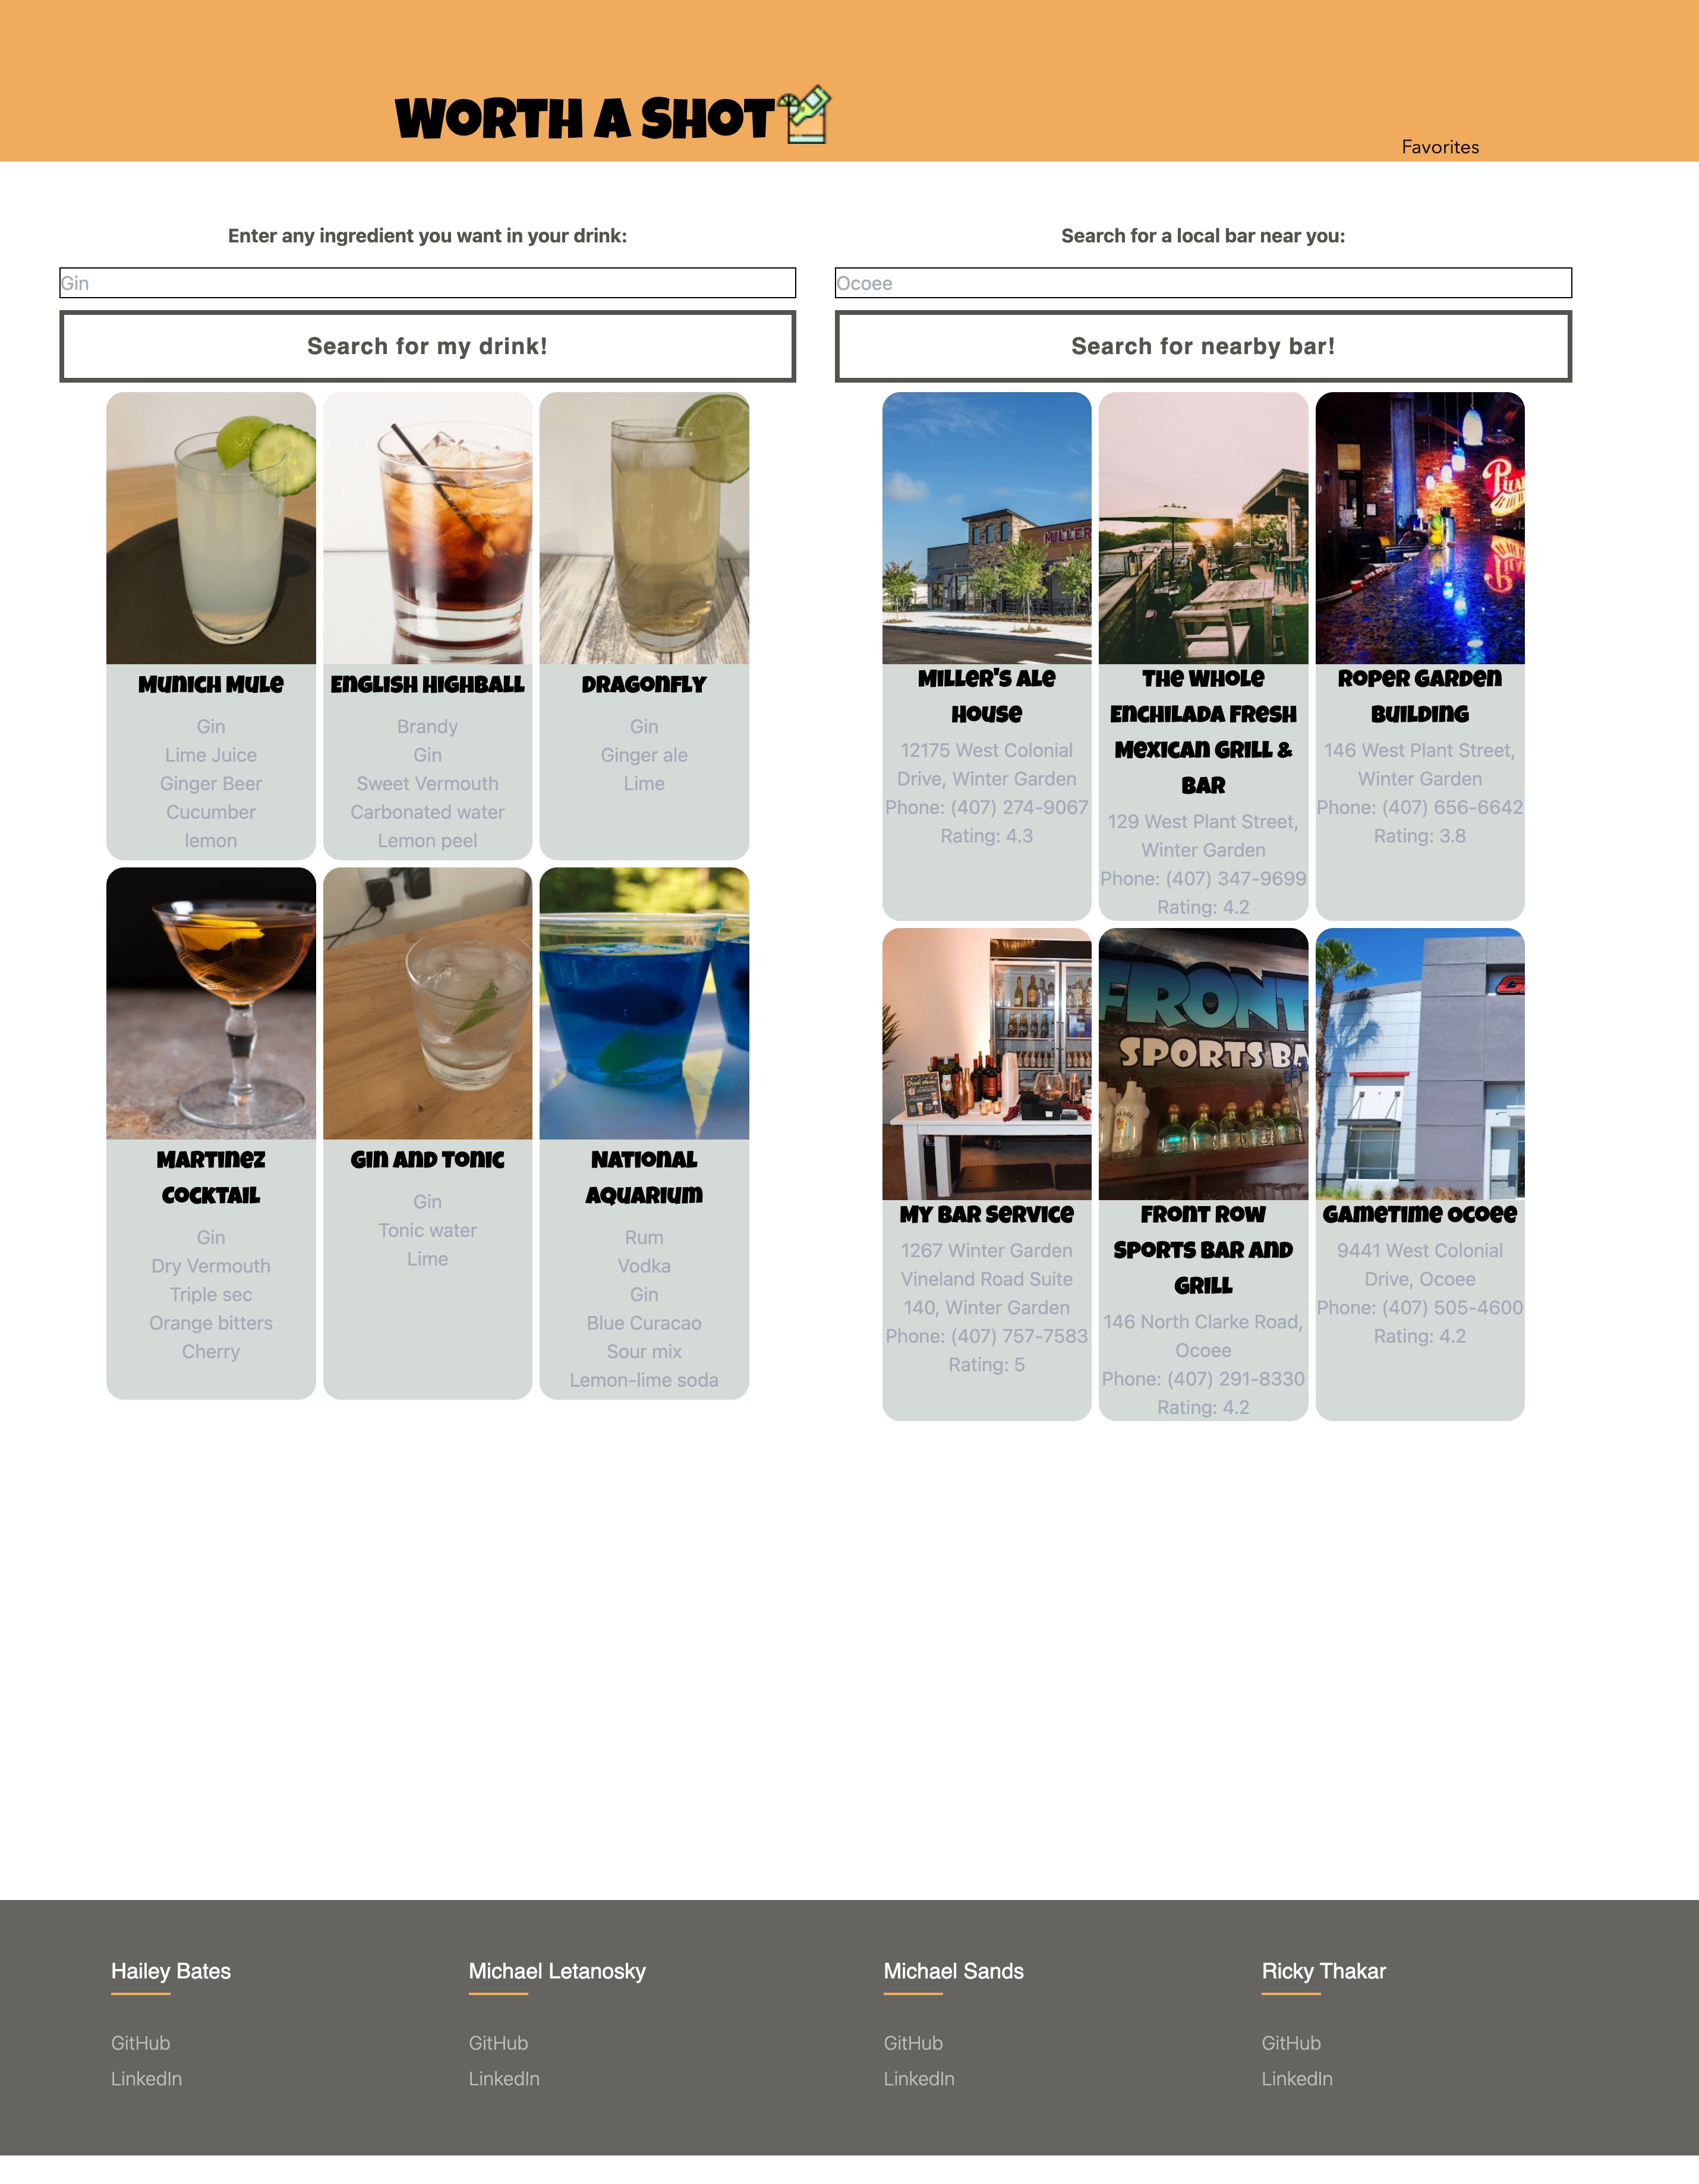 WORTH A SHOT
Favorites
Enter any ingredient you want in your drink:
Gin
Search for my drink!
Munich Mule
Gin
Lime Juice
Ginger Beer
Cucumber
lemon
English Highball
Brandy
Gin
Sweet Vermouth
Carbonated water
Lemon peel
Dragonfly
Gin
Ginger ale
Lime
Martinez
Cocktail
Gin
Dry Vermouth
Triple sec
Orange bitters
Cherry
Gin and Tonic
Gin
Tonic water
Lime
National
Aquarium
Rum
Vodka
Gin
Blue Curacao
Sour mix
Lemon-lime soda
Search for a local bar near you:
Ocoee
Search for nearby bar!
MILLER
Miller's Ale
House
12175 West Colonial
Drive, Winter Garden
Phone: (407) 274-9067
Rating: 4.3
The Whole
Enchilada Fresh
Mexican Grill &
Bar
129 West Plant Street,
Winter Garden
Phone: (407) 347-9699
Rating: 4.2
Roper Garden
Building
146 West Plant Street,
Winter Garden
Phone: (407) 656-6642
Rating: 3.8
My Bar Service
1267 Winter Garden
Vineland Road Suite
140, Winter Garden
Phone: (407) 757-7583
Rating: 5
FRONT
SPORTS BA
Front Row
Sports Bar and
Grill
146 North Clarke Road,
Ocoee
Phone: (407) 291-8330
Rating: 4.2
Gametime Ocoee
9441 West Colonial
Drive, Ocoee
Phone: (407) 505-4600
Rating: 4.2
Hailey Bates
GitHub
LinkedIn
Michael Letanosky
GitHub
LinkedIn
Michael Sands
GitHub
LinkedIn
Ricky Thakar
GitHub
LinkedIn